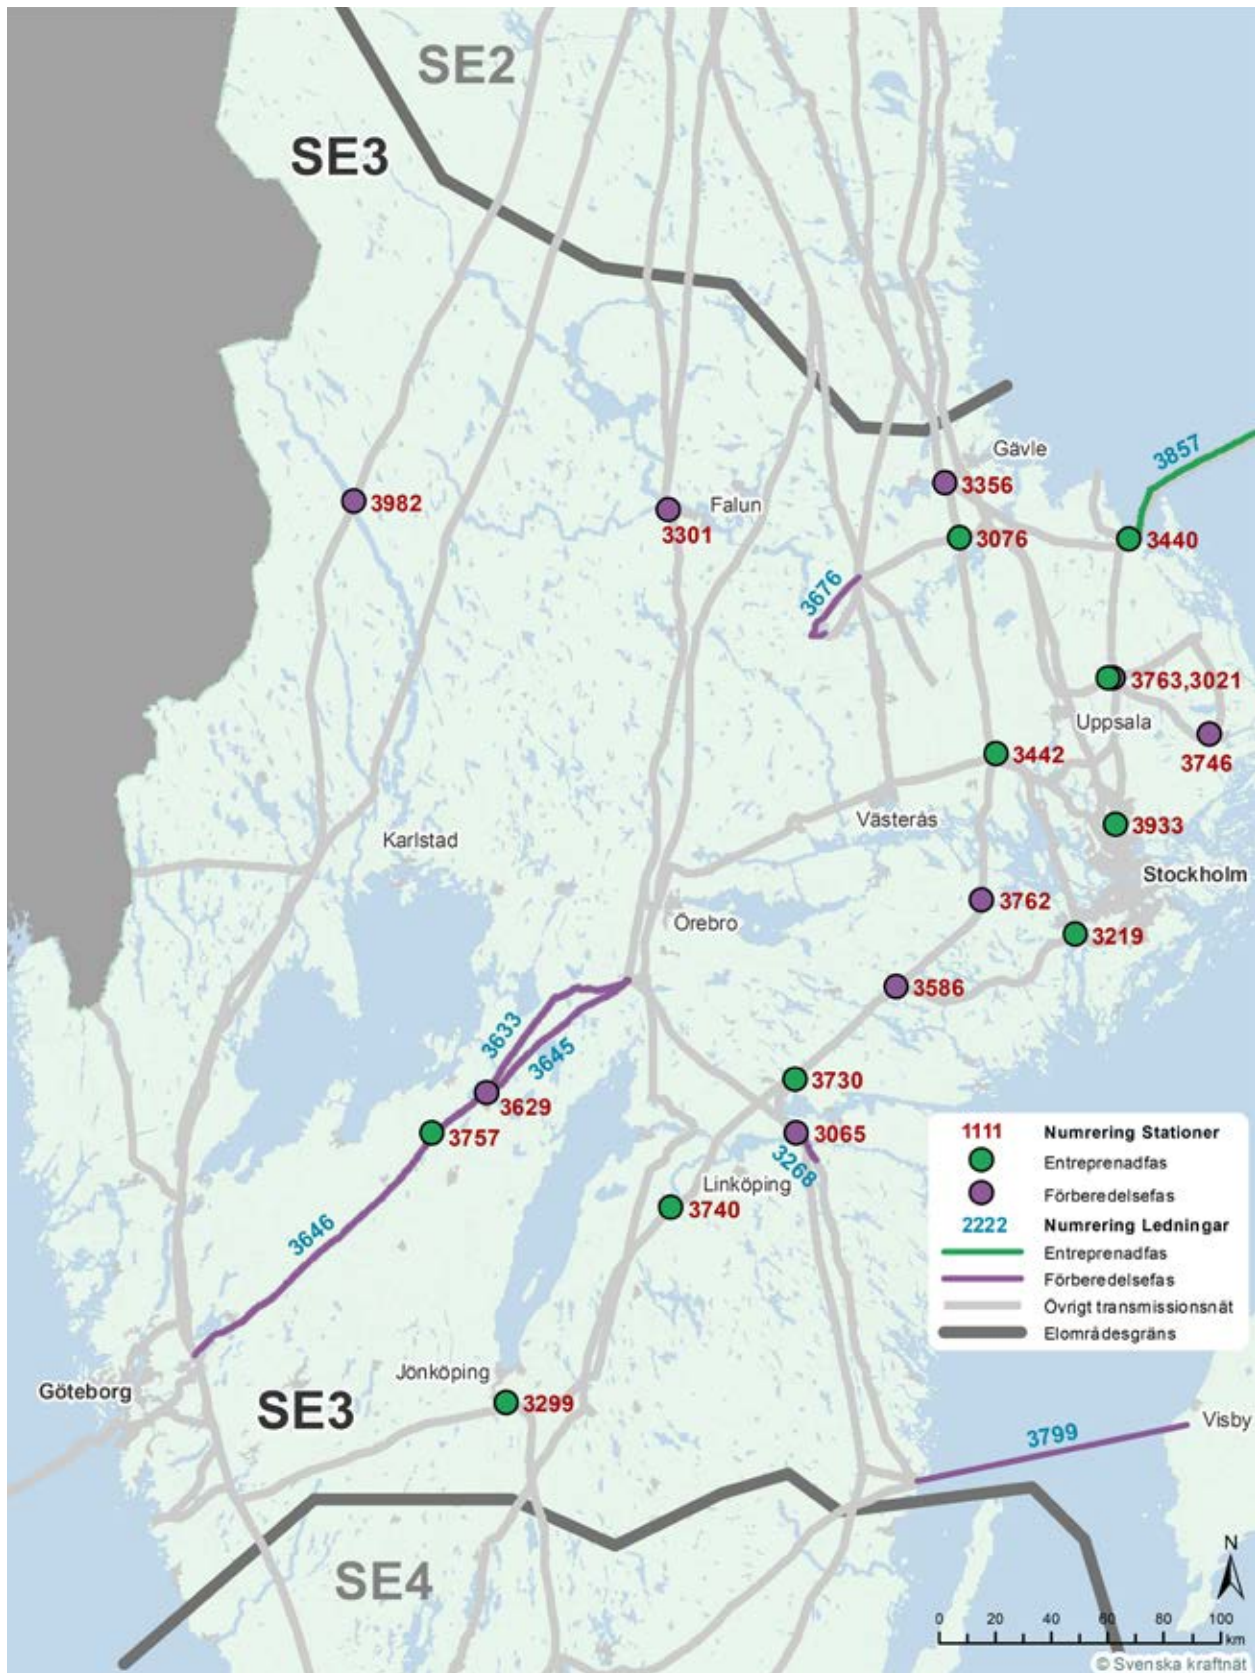 SE2
SE3
3857
Gävle
3356
3982
Falun
3301
3076
3440
3676
3763,3021
Uppsala
3442
3746
Västerås
3933
Karlstad
Stockholm
3762
Örebro
3219
3586
3633
3645
3730
3629
3757
3065
3268
Linköping
3740
3646
1111 Numrering Stationer
Entreprenadfas
Förberedelsefas
2222 Numrering Ledningar
Entreprenadfas
Förberedelsefas
Övrigt transmissionsnät
Elområdesgräns
Jönköping
Göteborg
SE3
3299
Visby
3799
N
SE4
0 20 40 60 80 100
km
© Svenska kraftnät